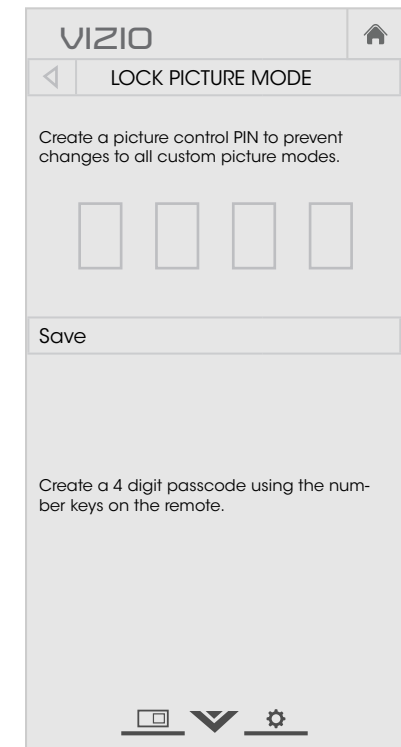 VIZIO
LOCK PICTURE MODE
Create a picture control PIN to prevent
changes to all custom picture modes.
Save
Create a 4 digit passcode using the num-
ber keys on the remote.